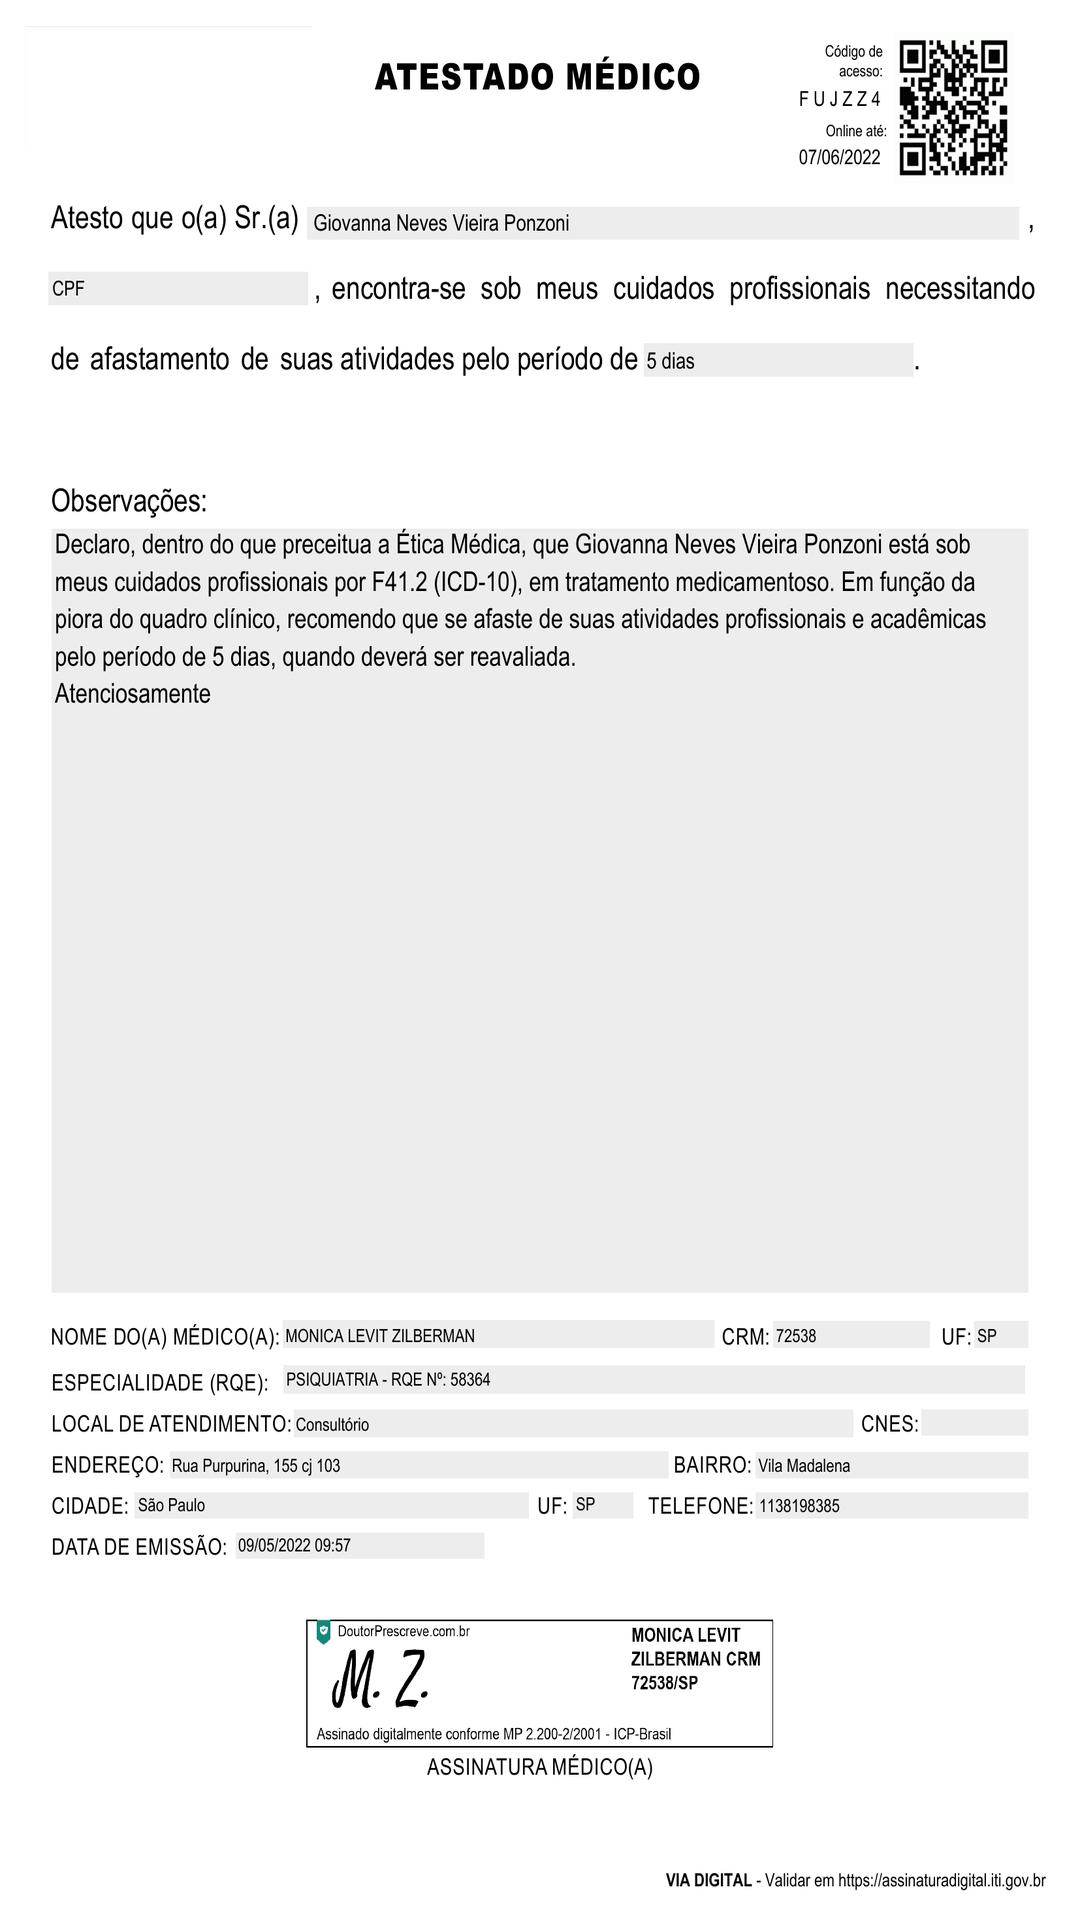 ATESTADO MÉDICO
Código de
acesso:
FUJZZ4
Online até:
07/06/2022
Atesto que o(a) Sr.(a) Giovanna Neves Vieira Ponzoni ,
CPF , encontra-se sob meus cuidados profissionais necessitando
de afastamento de suas atividades pelo período de 5 dias .
Observações:
Declaro, dentro do que preceitua a Ética Médica, que Giovanna Neves Vieira Ponzoni está sob
meus cuidados profissionais por F41.2 (ICD-10), em tratamento medicamentoso. Em função da
piora do quadro clínico, recomendo que se afaste de suas atividades profissionais e acadêmicas
pelo período de 5 dias, quando deverá ser reavaliada.
Atenciosamente
NOME DO(A) MÉDICO(A): MONICA LEVIT ZILBERMAN CRM: 72538 UF: SP
ESPECIALIDADE (RQE): PSIQUIATRIA - RQE Nº: 58364
LOCAL DE ATENDIMENTO: Consultório CNES:
ENDEREÇO: Rua Purpurina, 155 cj 103 BAIRRO: Vila Madalena
CIDADE: São Paulo UF: SP TELEFONE: 1138198385
DATA DE EMISSÃO: 09/05/2022 09:57
DoutorPrescreve.com.br
M. Z.
MONICA LEVIT
ZILBERMAN CRM
72538/SP
Assinado digitalmente conforme MP 2.200-2/2001 - ICP-Brasil
ASSINATURA MÉDICO(A)
VIA DIGITAL - Validar em https://assinaturadigital.iti.gov.br